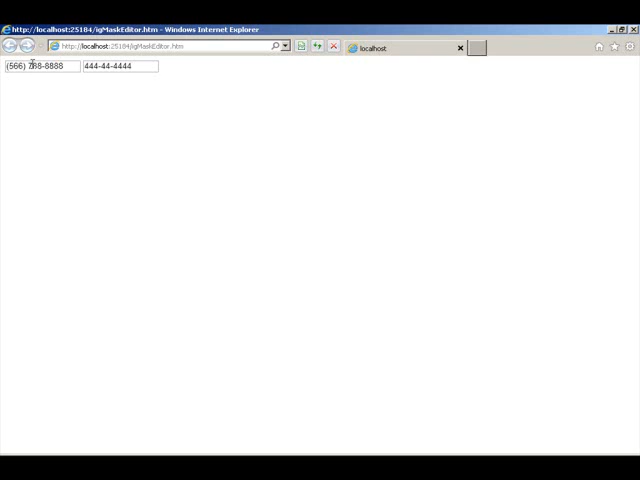 http://localhost:25184/igMaskEditor.htm - Windows Internet Explorer
http://localhost:25184/igMaskEditor.htm
localhost
(566) 788-8888
444-44-4444